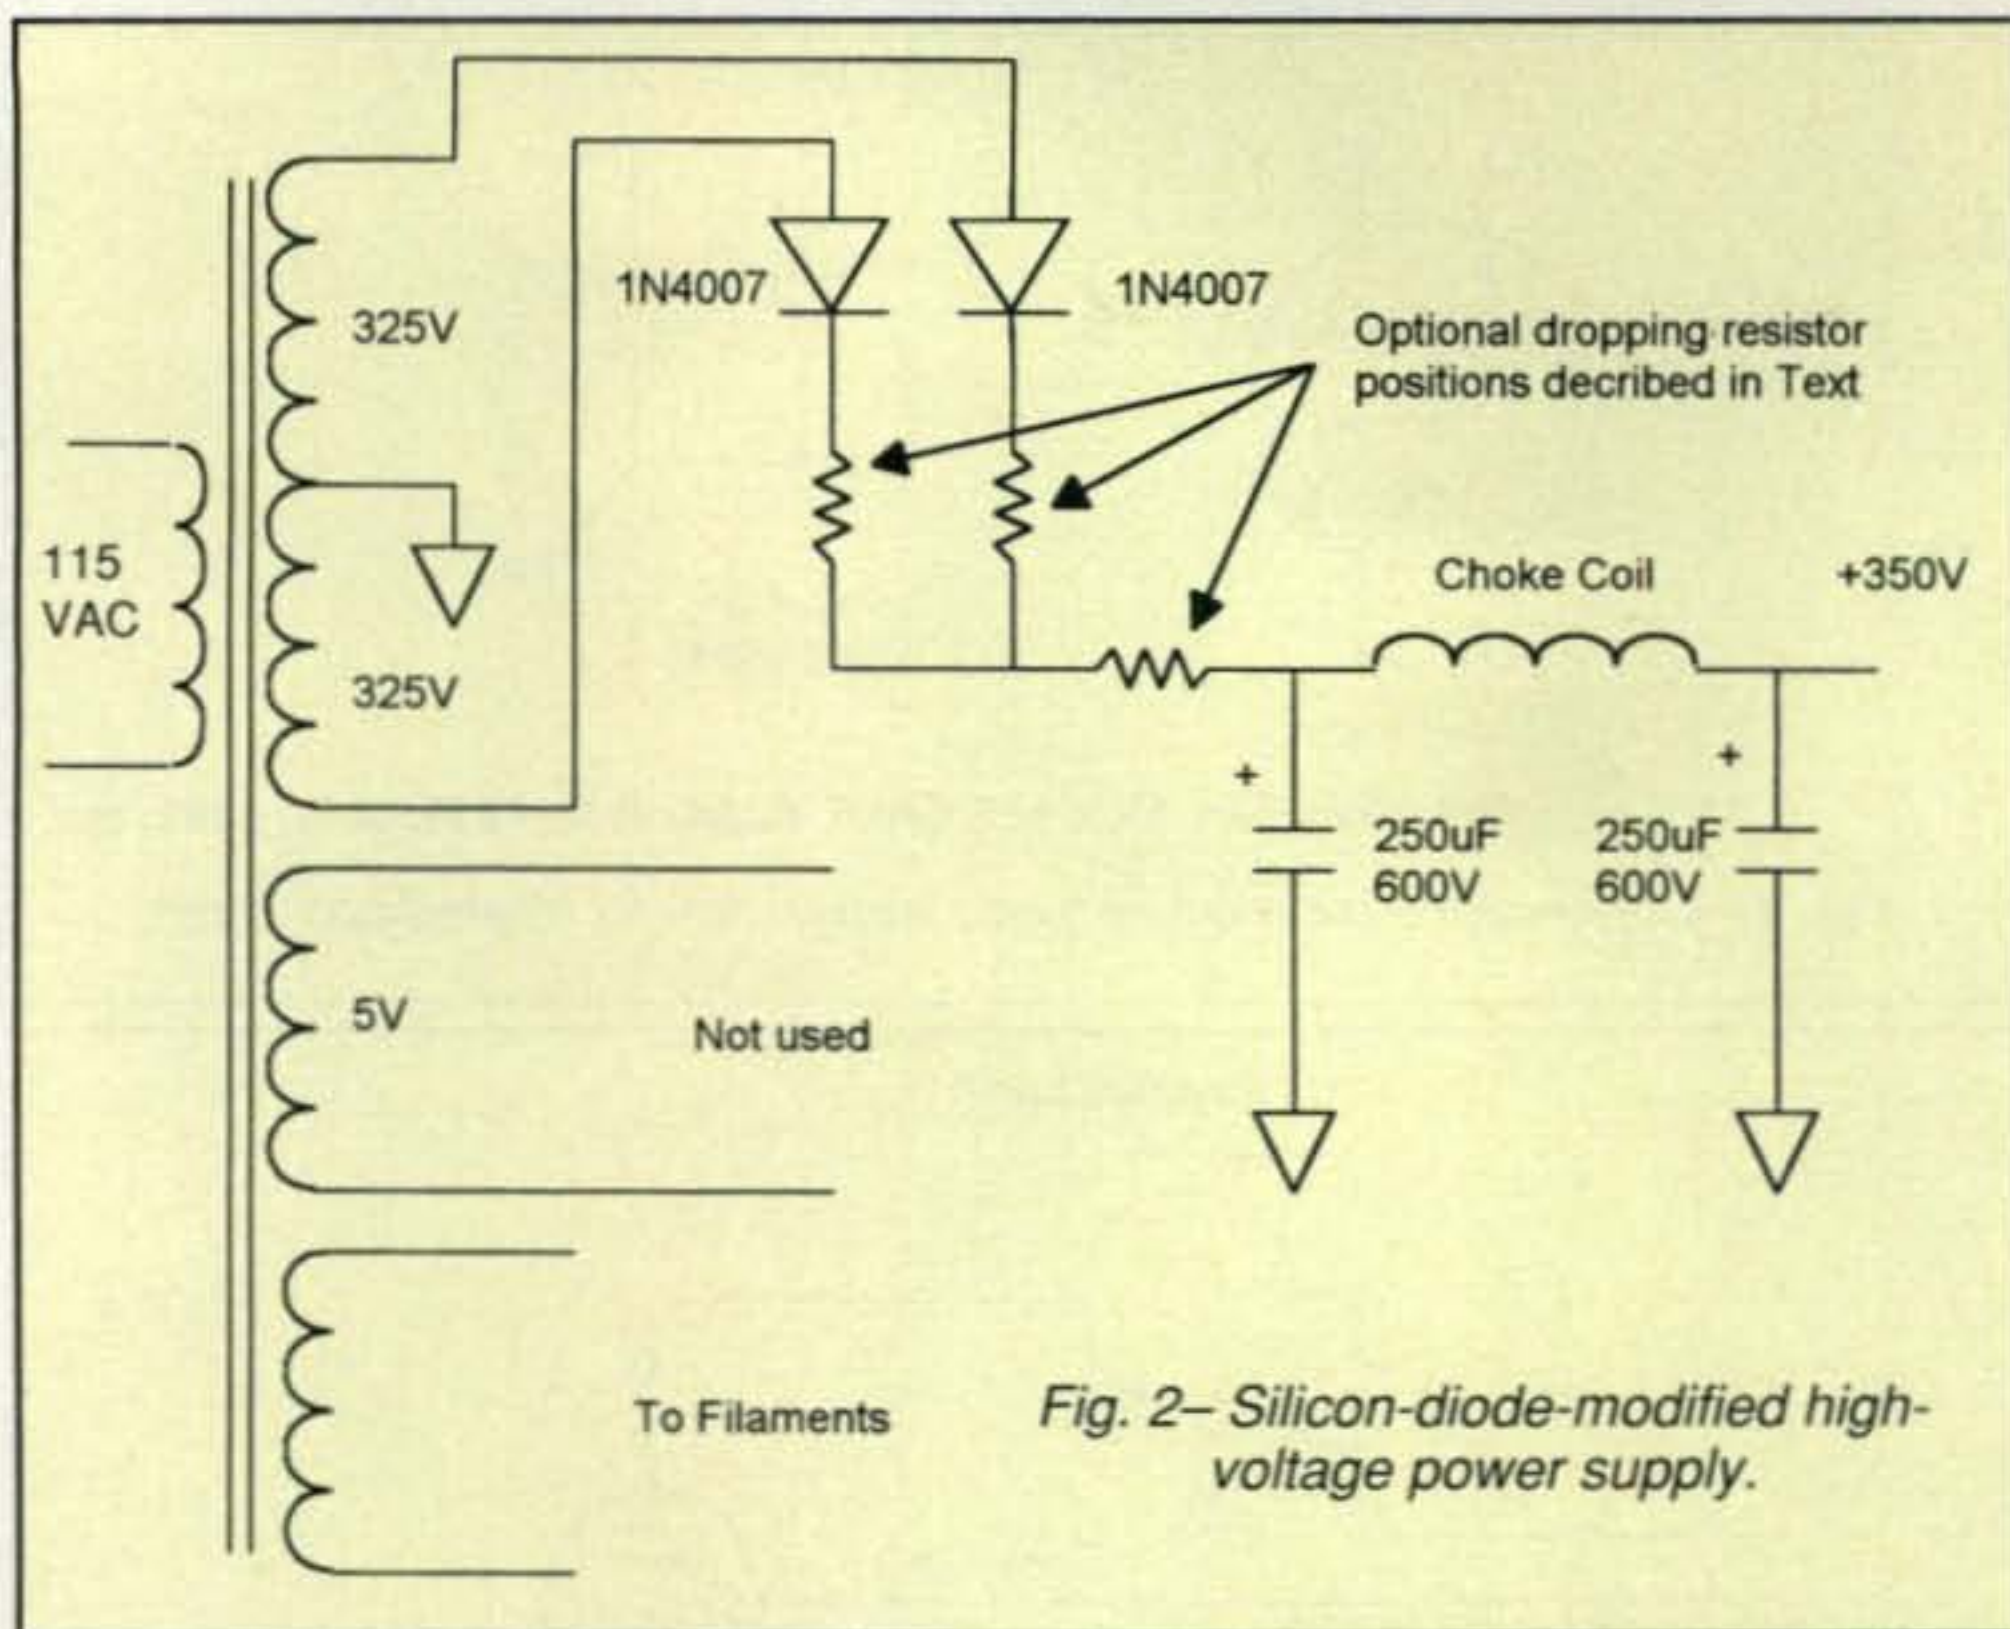 325V
1N4007
1N4007
Optional dropping resistor
positions decribed in Text
115
VAC
Choke Coil
+350V
325V
+
+
250uF
600V
250uF
600V
5V
Not used
To Filaments
Fig. 2– Silicon-diode-modified high-
voltage power supply.